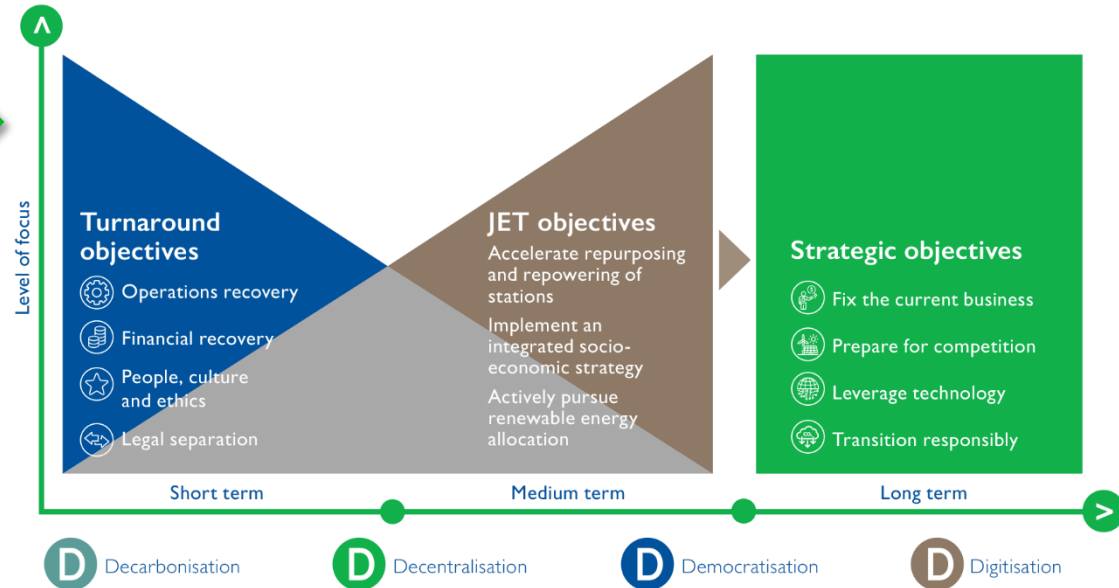 Level of focus
Turnaround
objectives
Operations recovery
Financial recovery
People, culture
and ethics
Legal separation
JET objectives
Accelerate repurposing
and repowering of
stations
Implement an
integrated socio-
economic strategy
Actively pursue
renewable energy
allocation
Strategic objectives
Fix the current business
Prepare for competition
Leverage technology
Transition responsibly
Short term
Medium term
Long term
D Decarbonisation
D Decentralisation
D Democratisation
D Digitisation